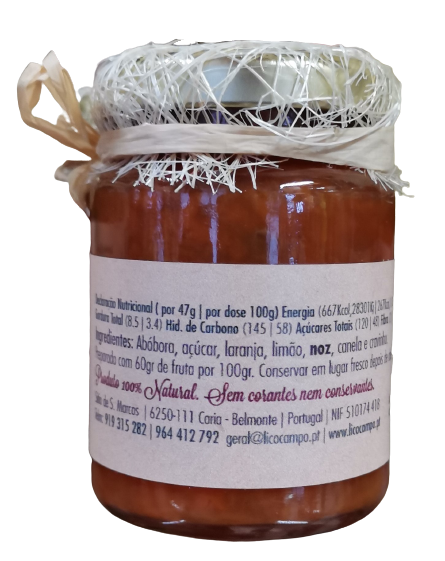 Declaração Nutricional ( por 47g | por dose 100g) Energia (667Kcal,2830Kj | 267Kcal
Total (8.5 | 3.4) Hid. de Carbono (145 | 58) Açúcares Totais (120 | 48) Fibra
Ingredientes: Abóbora, açúcar, laranja, limão, noz, canela e cravinho.
Preparado com 60gr de fruta por 100gr. Conservar em lugar fresco depois de
Produto 100% Natural. Sem corantes nem conservantes.
de S. Marcos | 6250-111 Caria - Belmonte | Portugal | NIF 510174 418
919 315 282 | 964 412 792 geral@licocampo.pt | www.licocampo.pt